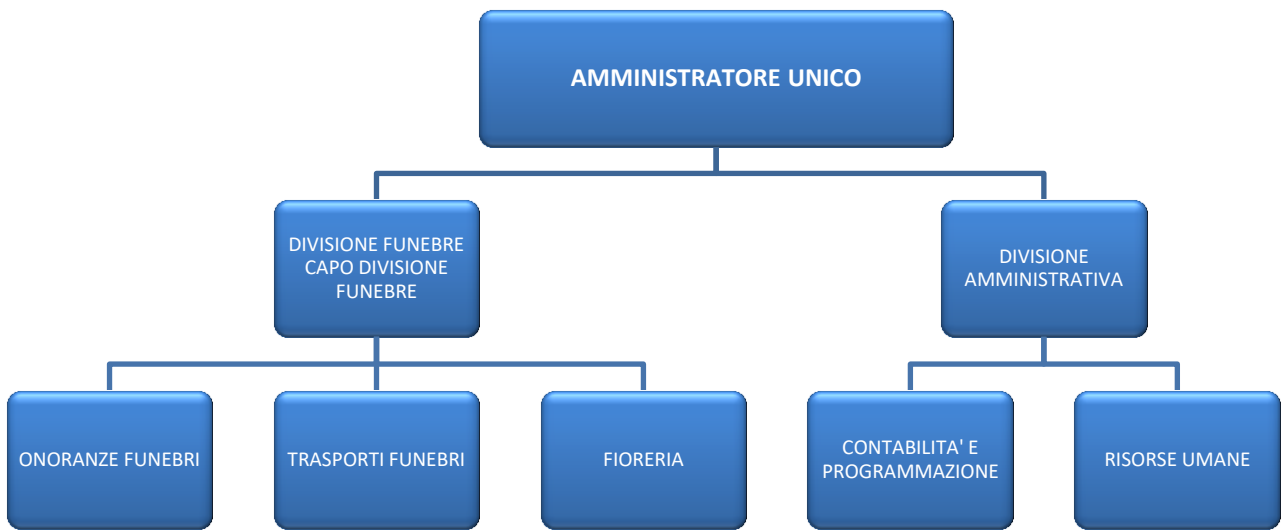 AMMINISTRATORE UNICO
DIVISIONE FUNEBRE
CAPO DIVISIONE
FUNEBRE
DIVISIONE
AMMINISTRATIVA
ONORANZE FUNEBRI
TRASPORTI FUNEBRI
FIORERIA
CONTABILITA' E
PROGRAMMAZIONE
RISORSE UMANE